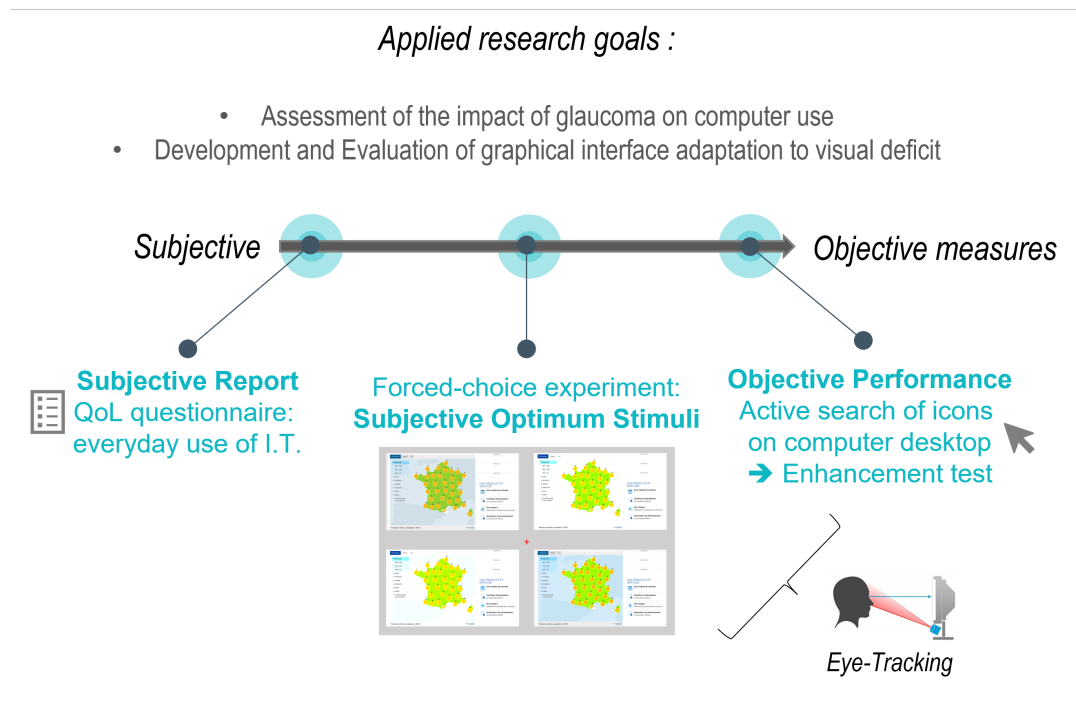 Applied research goals :
• Assessment of the impact of glaucoma on computer use
• Development and Evaluation of graphical interface adaptation to visual deficit
Subjective
Objective measures
Subjective Report
QoL questionnaire:
everyday use of I.T.
Forced-choice experiment:
Subjective Optimum Stimuli
Objective Performance
Active search of icons
on computer desktop
➔ Enhancement test
Eye-Tracking